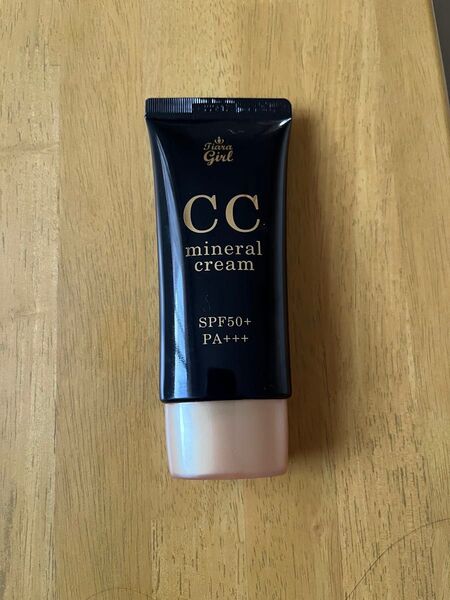 Tiara
Girl
CC
mineral
cream
SPF50+
PA+++